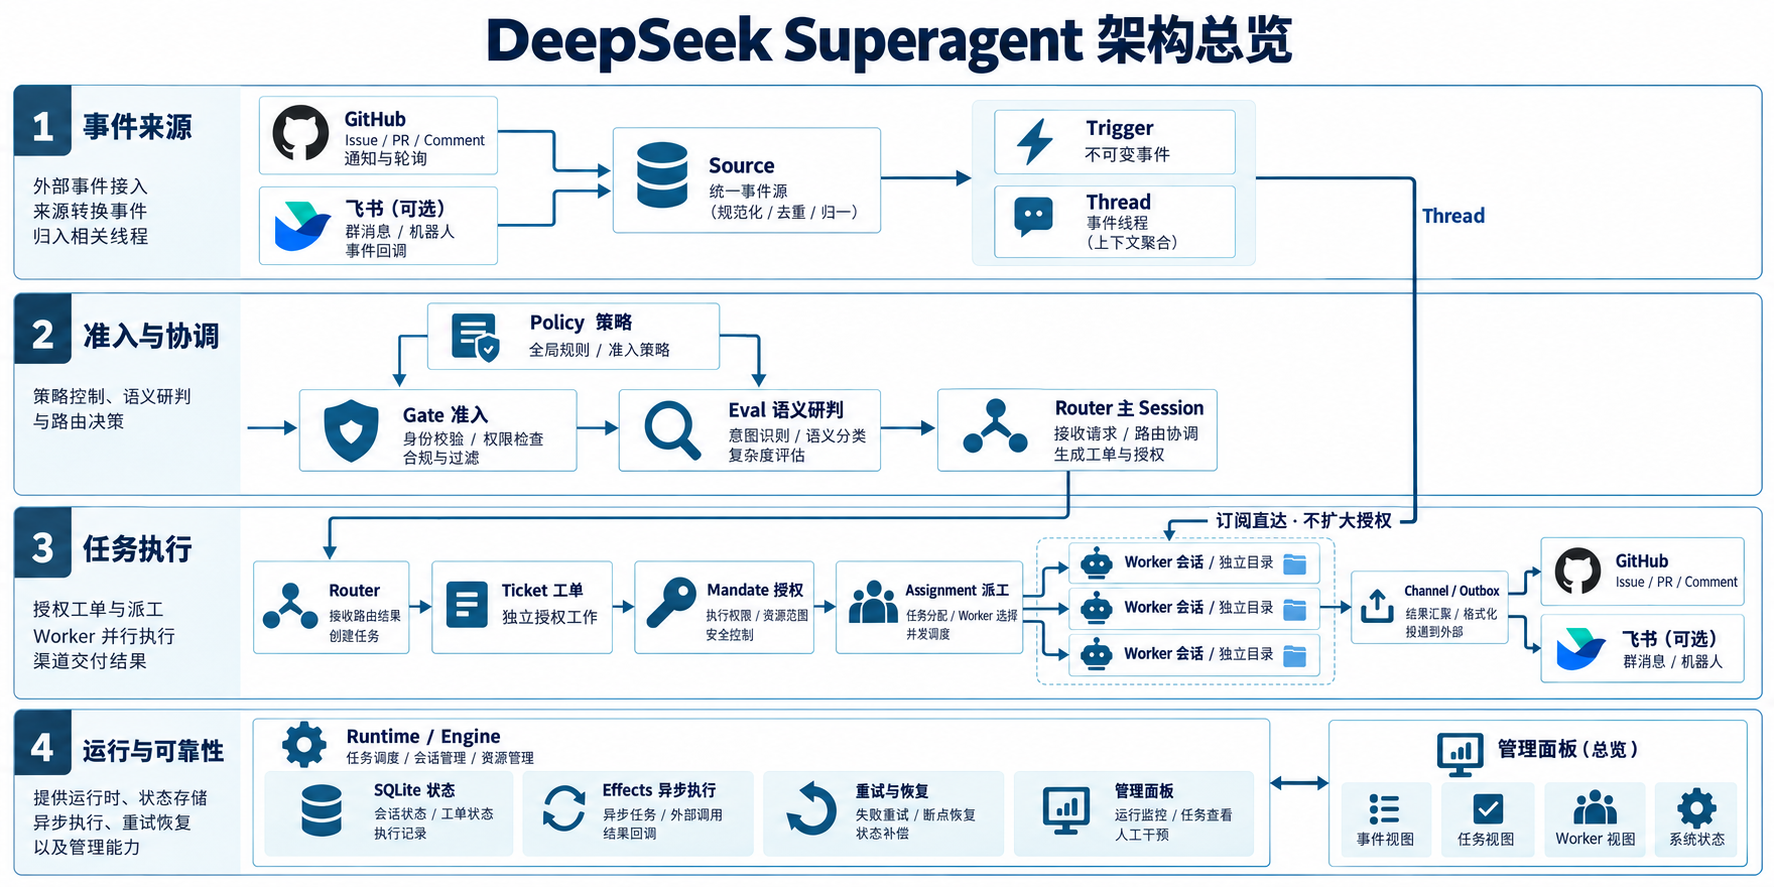 DeepSeek Superagent 架构总览
1 事件来源
外部事件接入
来源转换事件
归入相关线程
GitHub
Issue / PR / Comment
通知与轮询
飞书（可选）
群消息 / 机器人
事件回调
Source
统一事件源
（规范化 / 去重 / 归一）
Trigger
不可变事件
Thread
事件线程
（上下文聚合）
Thread
2 准入与协调
策略控制、语义研判
与路由决策
Policy 策略
全局规则 / 准入策略
Gate 准入
身份校验 / 权限检查
合规与过滤
Eval 语义研判
意图识别 / 语义分类
复杂度评估
Router 主 Session
接收请求 / 路由协调
生成工单与授权
3 任务执行
授权工单与派工
Worker 并行执行
渠道交付结果
订阅直达 · 不扩大授权
Router
接收路由结果
创建任务
Ticket 工单
独立授权工作
Mandate 授权
执行权限 / 资源范围
安全控制
Assignment 派工
任务分配 / Worker 选择
并发调度
Worker 会话 / 独立目录
Worker 会话 / 独立目录
Worker 会话 / 独立目录
Channel / Outbox
结果汇聚 / 格式化
投递到外部
GitHub
Issue / PR / Comment
飞书（可选）
群消息 / 机器人
4 运行与可靠性
提供运行时、状态存储
异步执行、重试恢复
以及管理能力
Runtime / Engine
任务调度 / 会话管理 / 资源管理
SQLite 状态
会话状态 / 工单状态
执行记录
Effects 异步执行
异步任务 / 外部调用
结果回调
重试与恢复
失败重试 / 断点恢复
状态补偿
管理面板
运行监控 / 任务查看
人工干预
管理面板（总览）
事件视图
任务视图
Worker 视图
系统状态